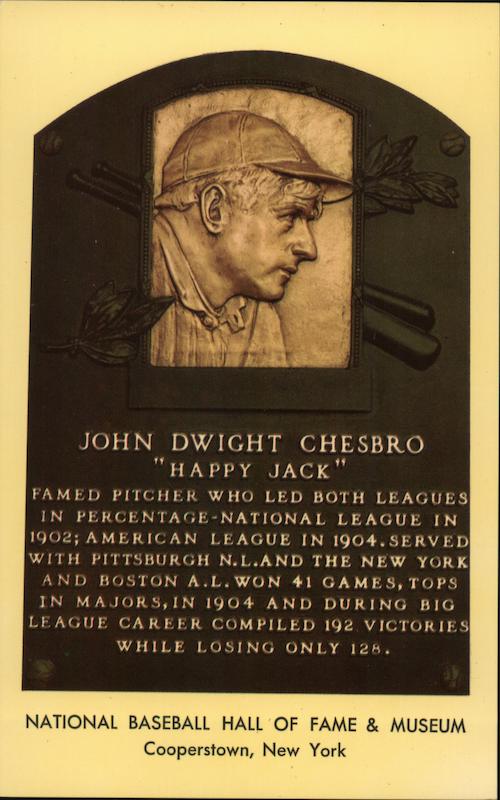 JOHN DWIGHT CHESBRO
"HAPPY JACK"
FAMED PITCHER WHO LED BOTH LEAGUES
IN PERCENTAGE-NATIONAL LEAGUE IN
1902; AMERICAN LEAGUE IN 1904. SERVED
WITH PITTSBURGH N.L. AND THE NEW YORK
AND BOSTON A.L. WON 41 GAMES, TOPS
IN MAJORS, IN 1904 AND DURING BIG
LEAGUE CAREER COMPILED 192 VICTORIES
WHILE LOSING ONLY 128.
NATIONAL BASEBALL HALL OF FAME & MUSEUM
Cooperstown, New York